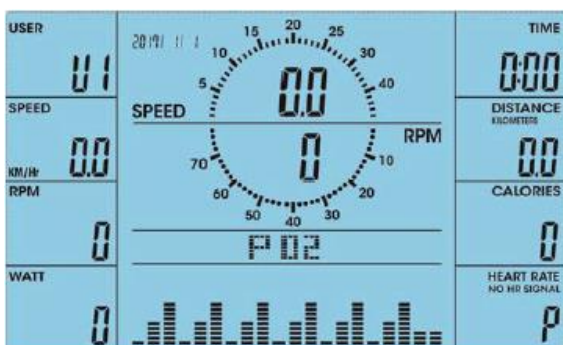 USER
U1
SPEED
0.0
KM/Hr
RPM
0
WATT
0
5
10
15
20
25
30
40
SPEED
0.0
0
RPM
70
60
50
40
30
20
10
P 02
TIME
0:00
DISTANCE
KILOMETERS
0.0
CALORIES
0
HEART RATE
NO HR SIGNAL
P